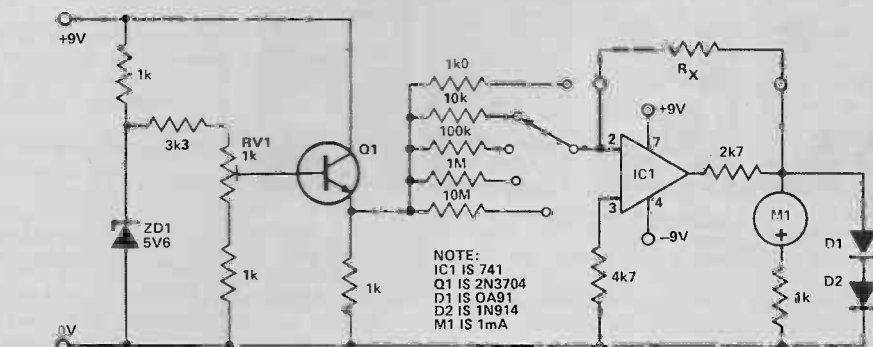 +9V
1k
3k3
RV1
1k
ZD1
5V6
1k
0V
Q1
1k
1k0
10k
100k
1M
10M
RX
+9V
2
7
IC1
3
4
-9V
4k7
2k7
M1
+
1k
D1
D2
NOTE:
IC1 IS 741
Q1 IS 2N3704
D1 IS OA91
D2 IS 1N914
M1 IS 1mA